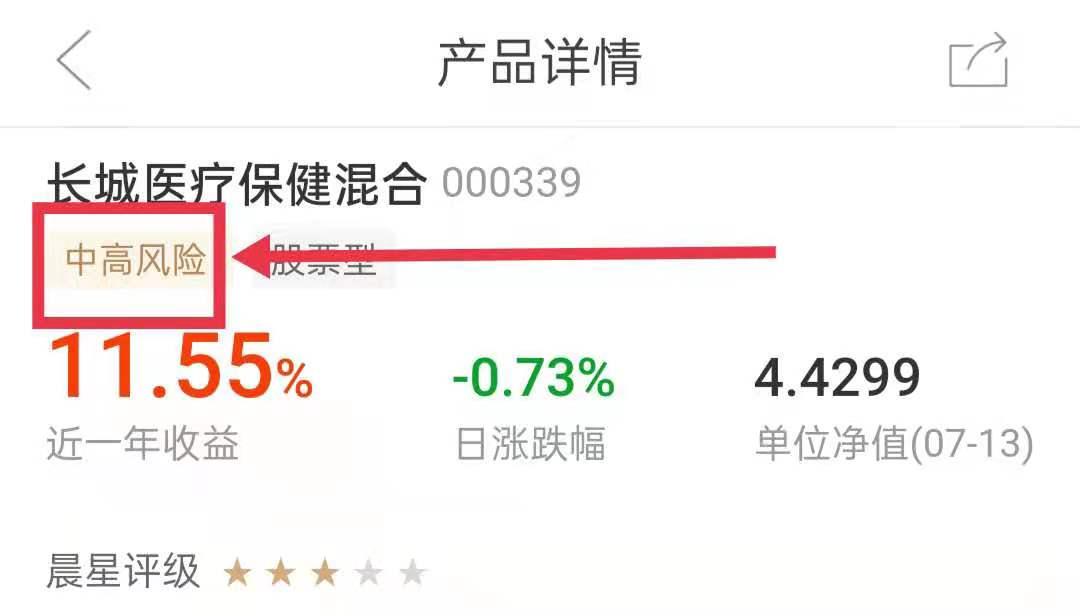 产品详情
长城医疗保健混合 000339
中高风险 股票型
11.55% -0.73% 4.4299
近一年收益 日涨跌幅 单位净值(07-13)
晨星评级